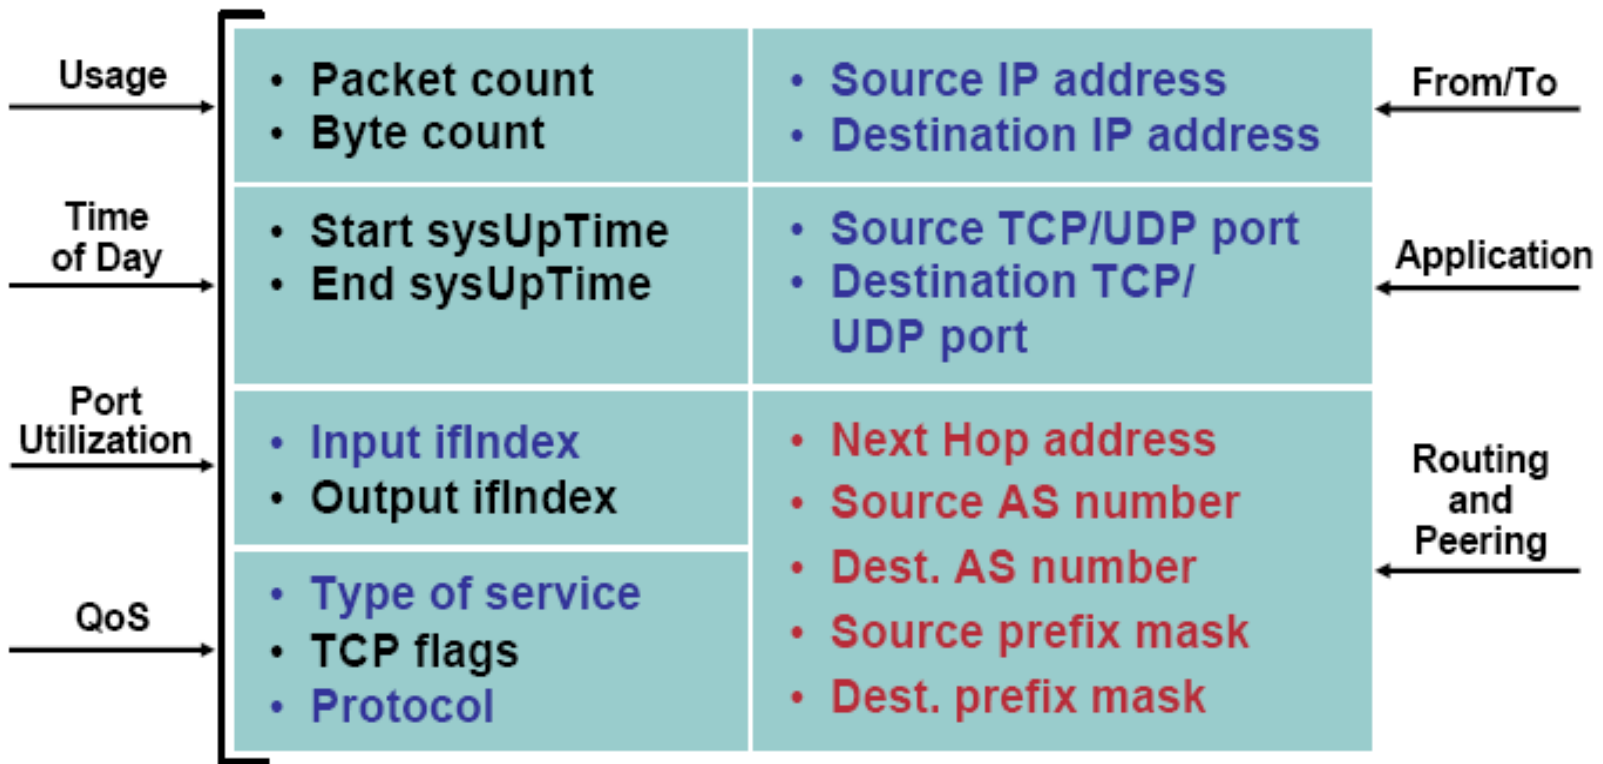 Usage
• Packet count
• Byte count
• Source IP address
• Destination IP address
From/To
Time
of Day
• Start sysUpTime
• End sysUpTime
• Source TCP/UDP port
• Destination TCP/
UDP port
Application
Port
Utilization
• Input ifIndex
• Output ifIndex
QoS
• Type of service
• TCP flags
• Protocol
• Next Hop address
• Source AS number
• Dest. AS number
• Source prefix mask
• Dest. prefix mask
Routing
and
Peering